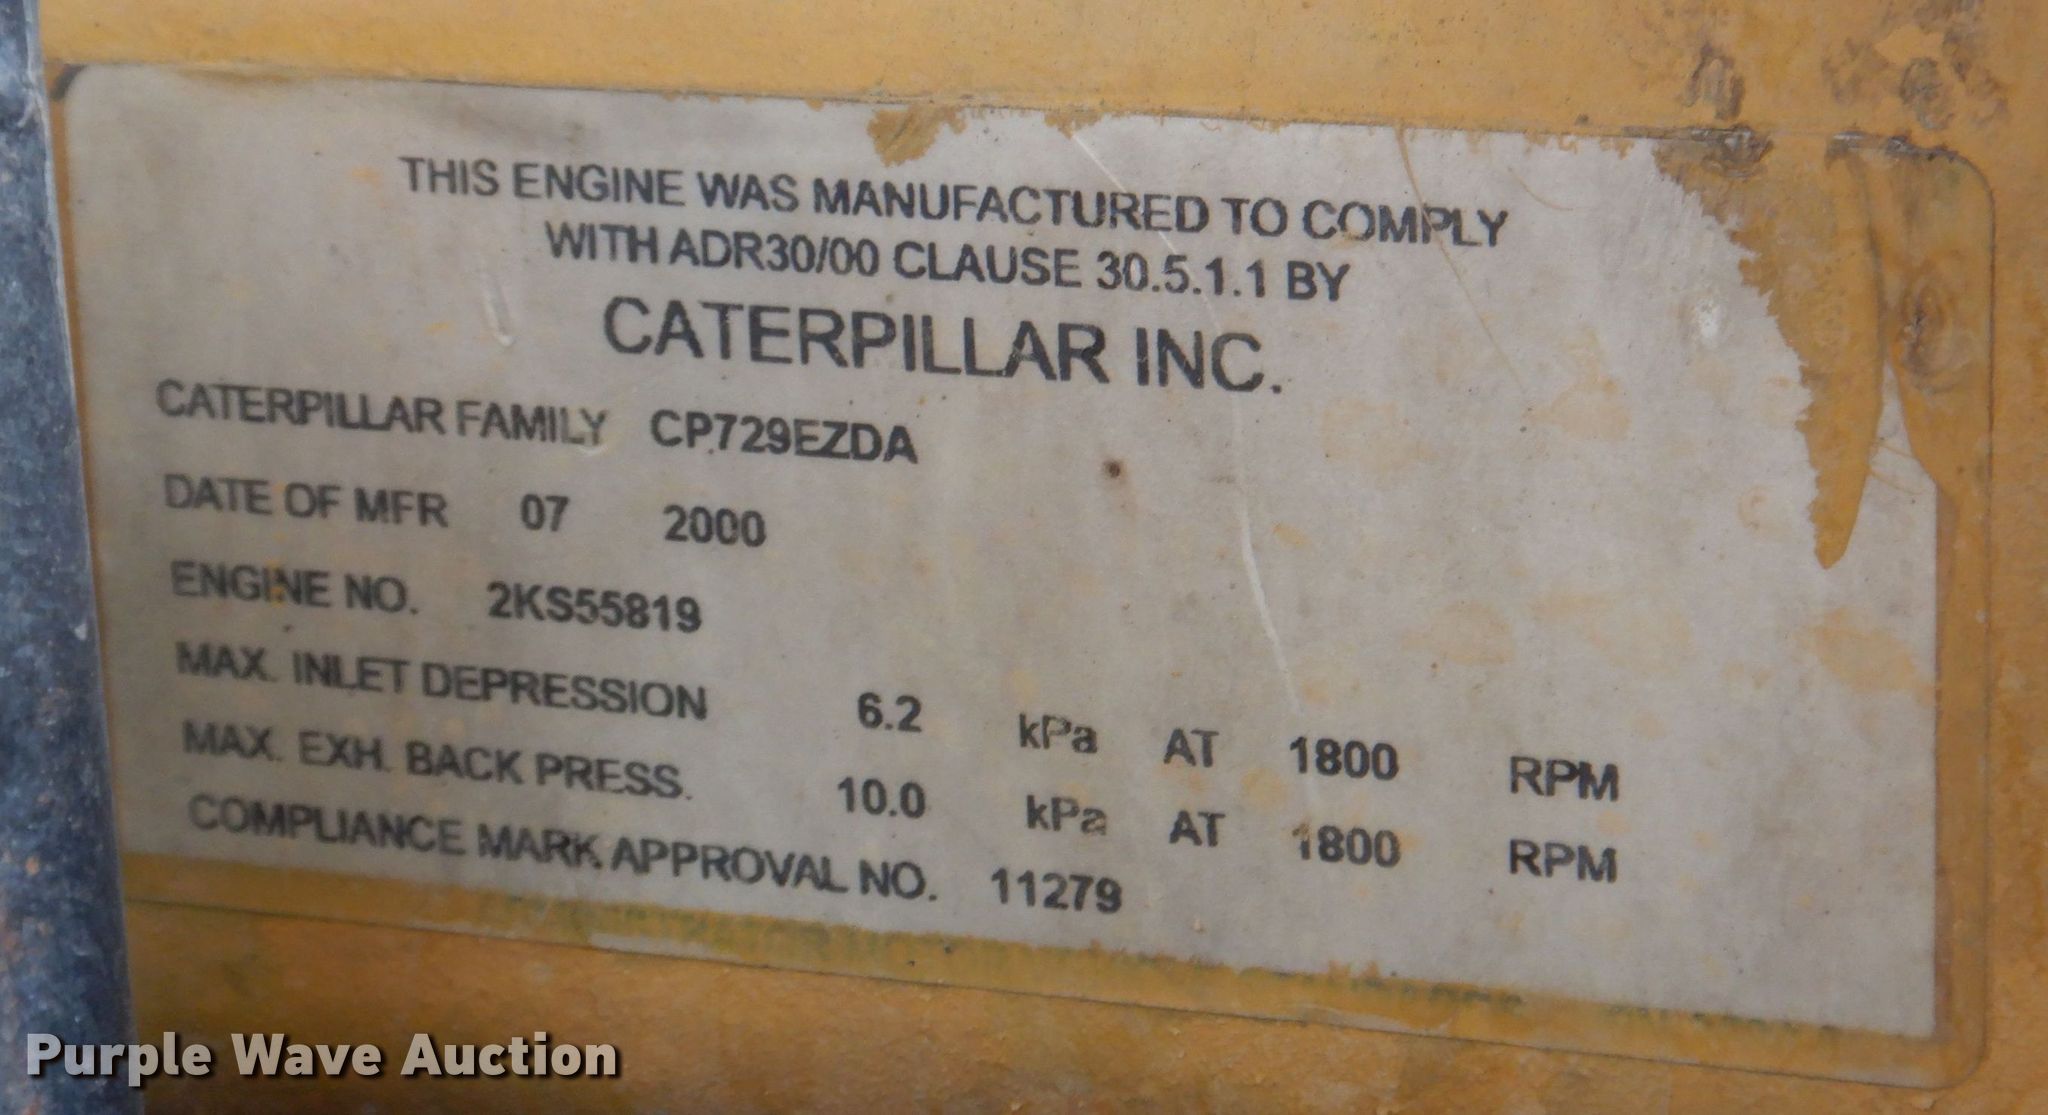 THIS ENGINE WAS MANUFACTURED TO COMPLY
WITH ADR30/00 CLAUSE 30.5.1.1 BY
CATERPILLAR INC.
CATERPILLAR FAMILY CP729EZDA
DATE OF MFR 07 2000
ENGINE NO. 2KS55819
MAX. INLET DEPRESSION 6.2 kPa AT 1800 RPM
MAX. EXH. BACK PRESS. 10.0 kPa AT 1800 RPM
COMPLIANCE MARK APPROVAL NO. 11279
Purple Wave Auction